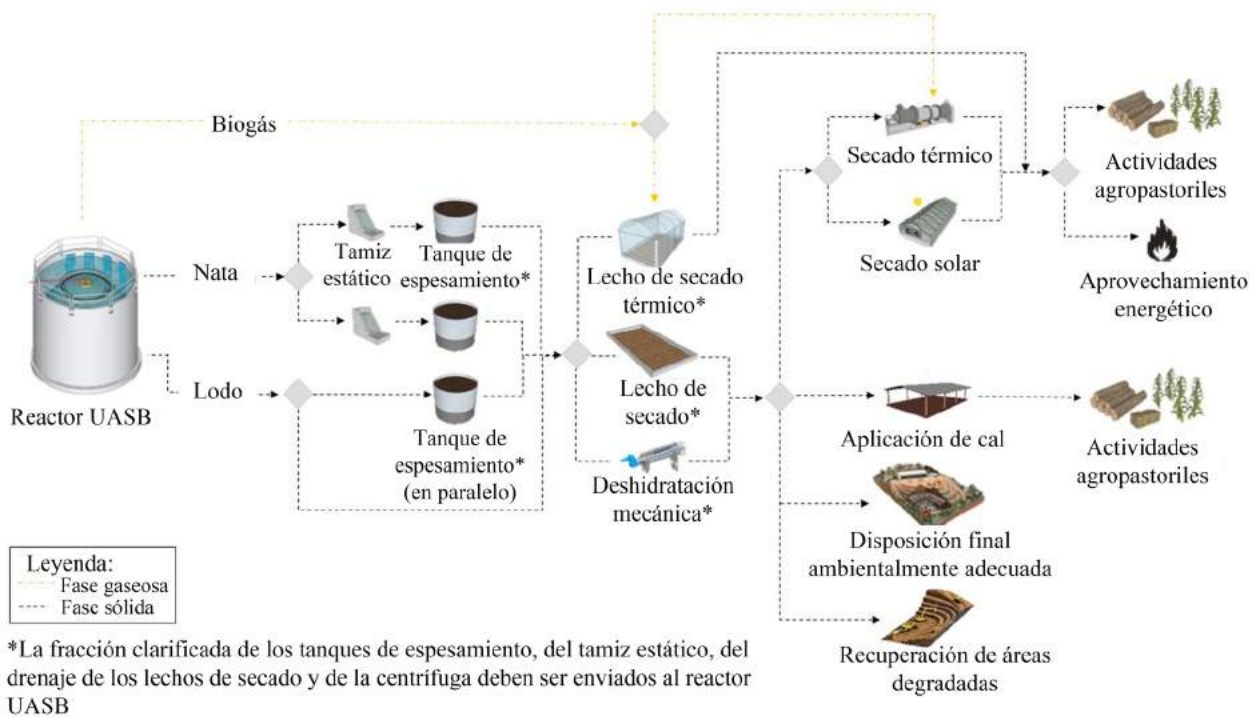 Biogás
Nata
Lodo
Reactor UASB
Tamiz
estático
Tanque de
espesamiento*
Tanque de
espesamiento*
(en paralelo)
Lecho de secado
térmico*
Lecho de
secado*
Deshidratación
mecánica*
Secado térmico
Secado solar
Actividades
agropastoriles
Aprovechamiento
energético
Aplicación de cal
Actividades
agropastoriles
Disposición final
ambientalmente adecuada
Recuperación de áreas
degradadas
Leyenda:
Fase gaseosa
Fase sólida
*La fracción clarificada de los tanques de espesamiento, del tamiz estático, del
drenaje de los lechos de secado y de la centrífuga deben ser enviados al reactor
UASB